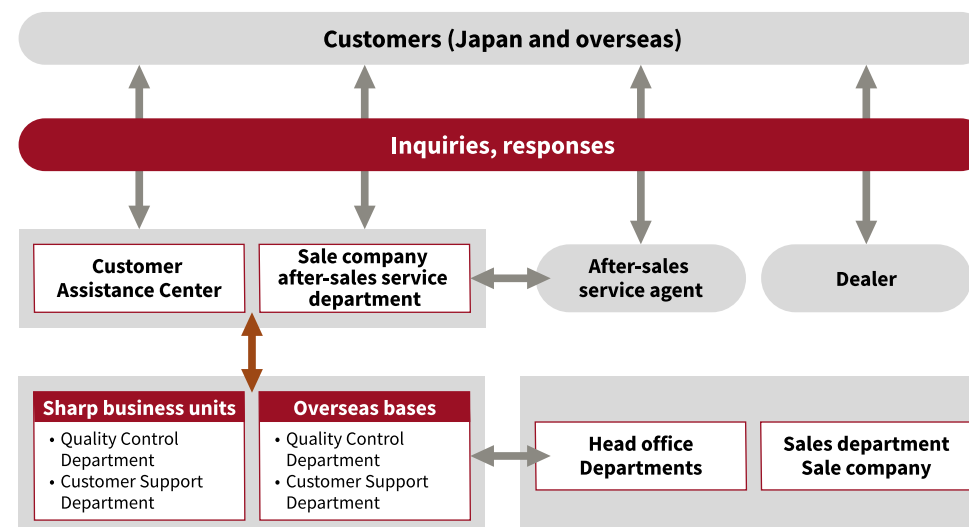 Customers (Japan and overseas)
Inquiries, responses
Customer
Assistance Center
Sale company
after-sales service
department
After-sales
service agent
Dealer
Sharp business units
• Quality Control
Department
• Customer Support
Department
Overseas bases
• Quality Control
Department
• Customer Support
Department
Head office
Departments
Sales department
Sale company